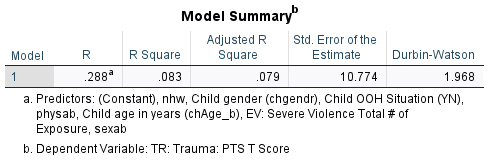 Model Summaryb
Model R R Square Adjusted R Square Std. Error of the Estimate Durbin-Watson
1 .288a .083 .079 10.774 1.968
a. Predictors: (Constant), nhw, Child gender (chgendr), Child OOH Situation (YN),
physab, Child age in years (chAge_b), EV: Severe Violence Total # of
Exposure, sexab
b. Dependent Variable: TR: Trauma: PTS T Score